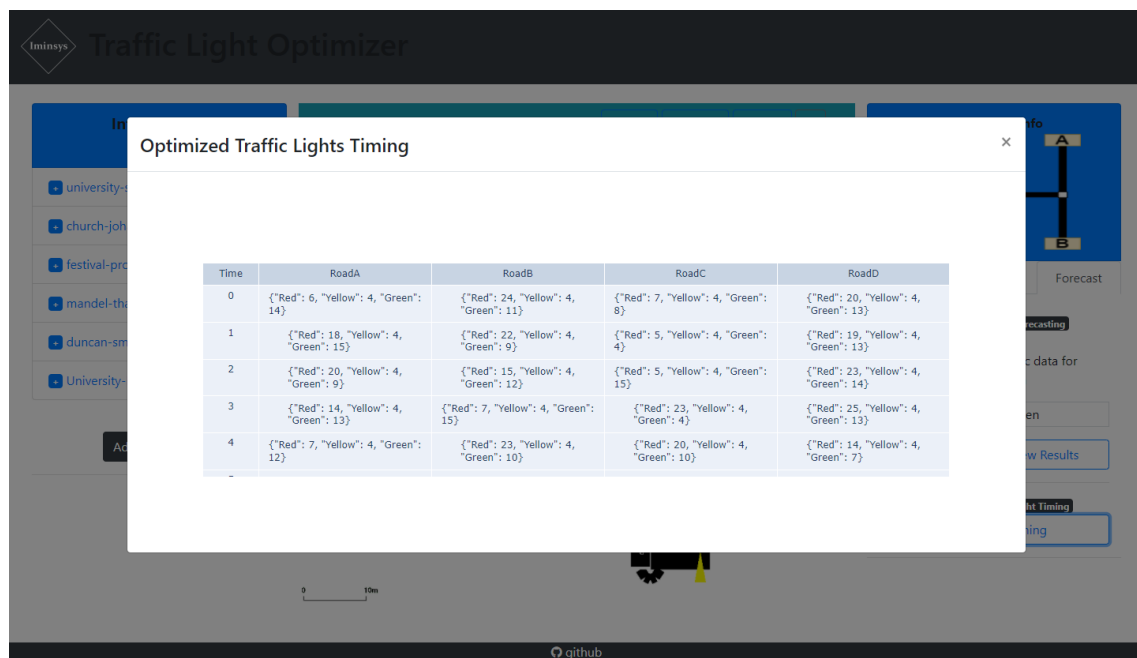 Iminsys
Traffic Light Optimizer
Optimized Traffic Lights Timing
×
Time RoadA RoadB RoadC RoadD
0 {"Red": 6, "Yellow": 4, "Green": {"Red": 24, "Yellow": 4, {"Red": 7, "Yellow": 4, "Green": {"Red": 20, "Yellow": 4,
14} "Green": 11} 8} "Green": 13}
1 {"Red": 18, "Yellow": 4, {"Red": 22, "Yellow": 4, {"Red": 5, "Yellow": 4, "Green": {"Red": 19, "Yellow": 4,
"Green": 15} "Green": 9} 4} "Green": 13}
2 {"Red": 20, "Yellow": 4, {"Red": 15, "Yellow": 4, {"Red": 5, "Yellow": 4, "Green": {"Red": 23, "Yellow": 4,
"Green": 9} "Green": 12} 15} "Green": 14}
3 {"Red": 14, "Yellow": 4, {"Red": 7, "Yellow": 4, "Green": {"Red": 23, "Yellow": 4, {"Red": 25, "Yellow": 4,
"Green": 13} 15} "Green": 4} "Green": 13}
4 {"Red": 7, "Yellow": 4, "Green": {"Red": 23, "Yellow": 4, {"Red": 20, "Yellow": 4, {"Red": 14, "Yellow": 4,
12} "Green": 10} "Green": 10} "Green": 7}
university-
church-joh
festival-pro
mandel-tha
duncan-sm
University-
Ad
A
B
Forecast
recasting
data for
View Results
ht Timing
0 10m
github